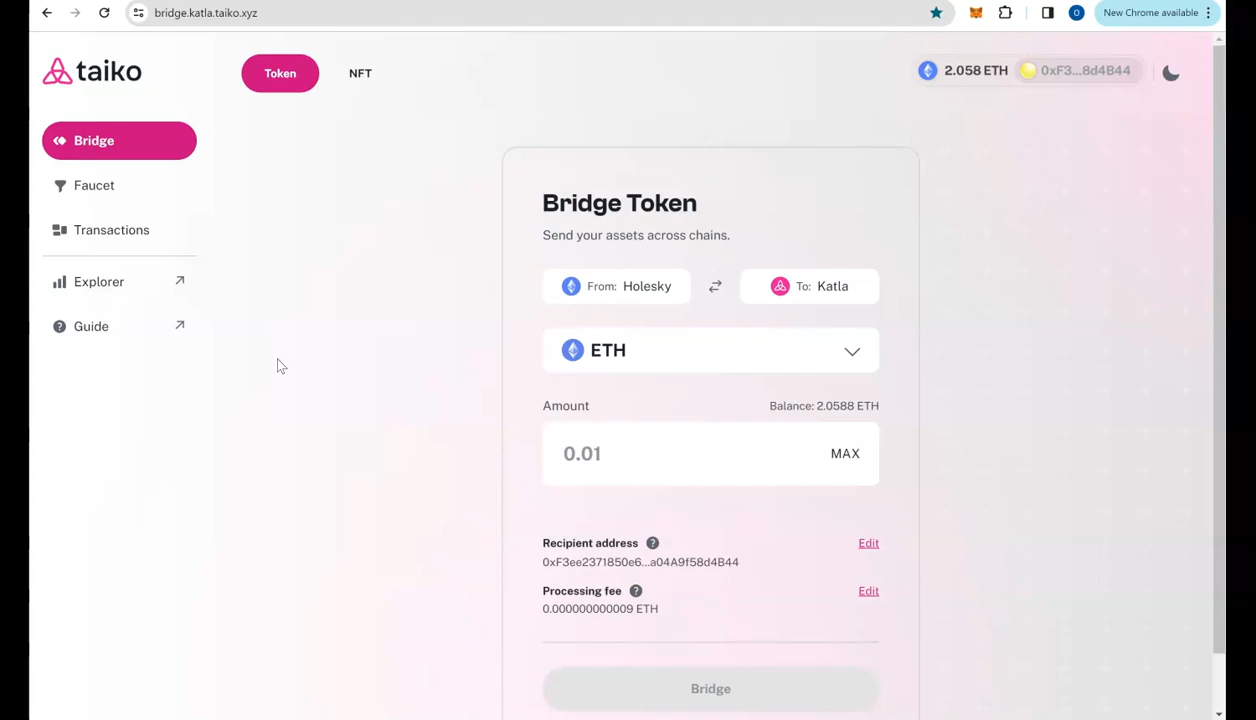 bridge.katla.taiko.xyz
O
New Chrome available
taiko
Token
NFT
2.058 ETH
0xF3...8d4B44
Bridge
Faucet
Transactions
Explorer
Guide
Bridge Token
Send your assets across chains.
From: Holesky
To: Katla
ETH
Amount
Balance: 2.0588 ETH
0.01
MAX
Recipient address ?
Edit
0xF3ee2371850e6...a04A9f58d4B44
Processing fee ?
Edit
0.000000000009 ETH
Bridge